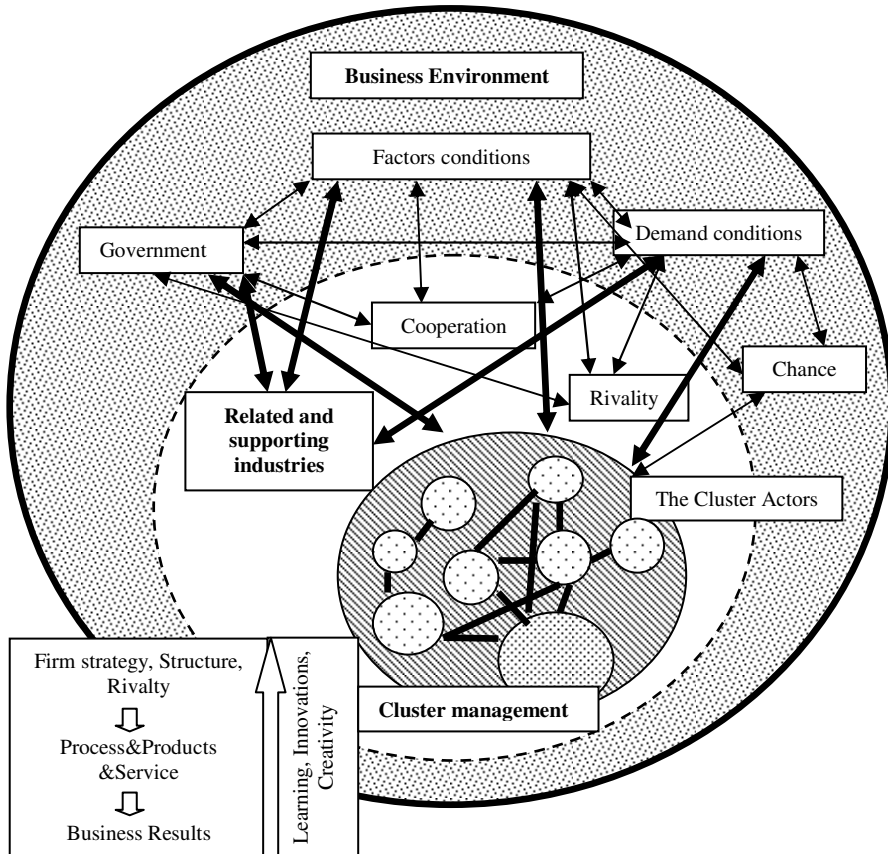 Business Environment
Factors conditions
Government
Demand conditions
Cooperation
Chance
Rivality
Related and
supporting
industries
The Cluster Actors
Firm strategy, Structure,
Rivalty
Process&Products
&Service
Business Results
Learning, Innovations,
Creativity
Cluster management